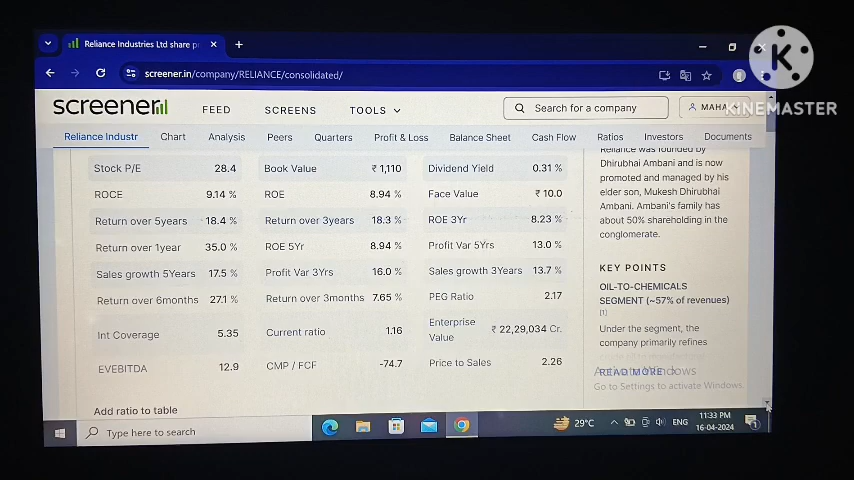 Reliance Industries Ltd share pr
screener.in/company/RELIANCE/consolidated/
screener
FEED
SCREENS
TOOLS
Search for a company
MAHA
KINEMASTER
Reliance Industr
Chart
Analysis
Peers
Quarters
Profit & Loss
Balance Sheet
Cash Flow
Ratios
Investors
Documents
Stock P/E 28.4 Book Value ₹ 1,110 Dividend Yield 0.31 %
ROCE 9.14 % ROE 8.94 % Face Value ₹ 10.0
Return over 5years 18.4 % Return over 3years 18.3 % ROE 3Yr 8.23 %
Return over 1year 35.0 % ROE 5Yr 8.94 % Profit Var 5Yrs 13.0 %
Sales growth 5Years 17.5 % Profit Var 3Yrs 16.0 % Sales growth 3Years 13.7 %
Return over 6months 27.1 % Return over 3months 7.65 % PEG Ratio 2.17
Int Coverage 5.35 Current ratio 1.16 Enterprise Value ₹ 22,29,034 Cr.
EVEBITDA 12.9 CMP / FCF -74.7 Price to Sales 2.26
Add ratio to table
Reliance was founded by
Dhirubhai Ambani and is now
promoted and managed by his
elder son, Mukesh Dhirubhai
Ambani. Ambani's family has
about 50% shareholding in the
conglomerate.
KEY POINTS
OIL-TO-CHEMICALS
SEGMENT (~57% of revenues)
[1]
Under the segment, the
company primarily refines
READ MORE
Activate Windows
Go to Settings to activate Windows.
Type here to search
29°C
ENG
11:33 PM
16-04-2024
1